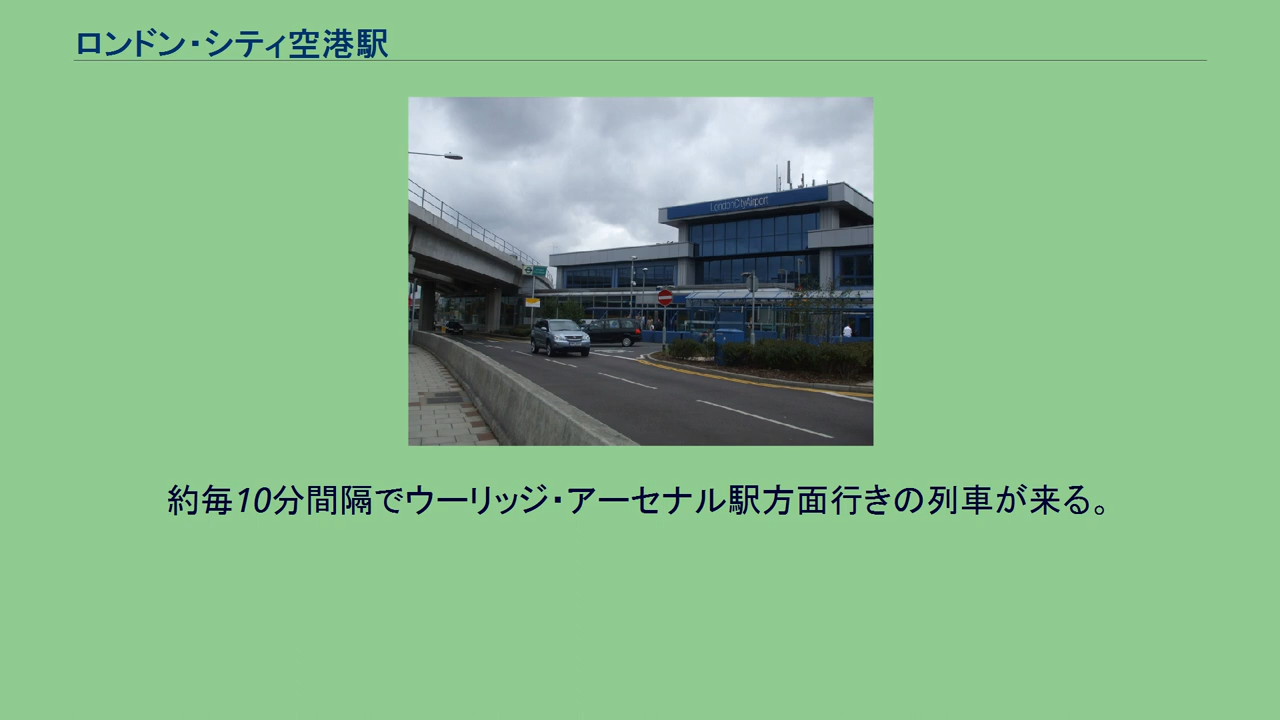 ロンドン・シティ空港駅
London City Airport
約毎10分間隔でウーリッジ・アーセナル駅方面行きの列車が来る。